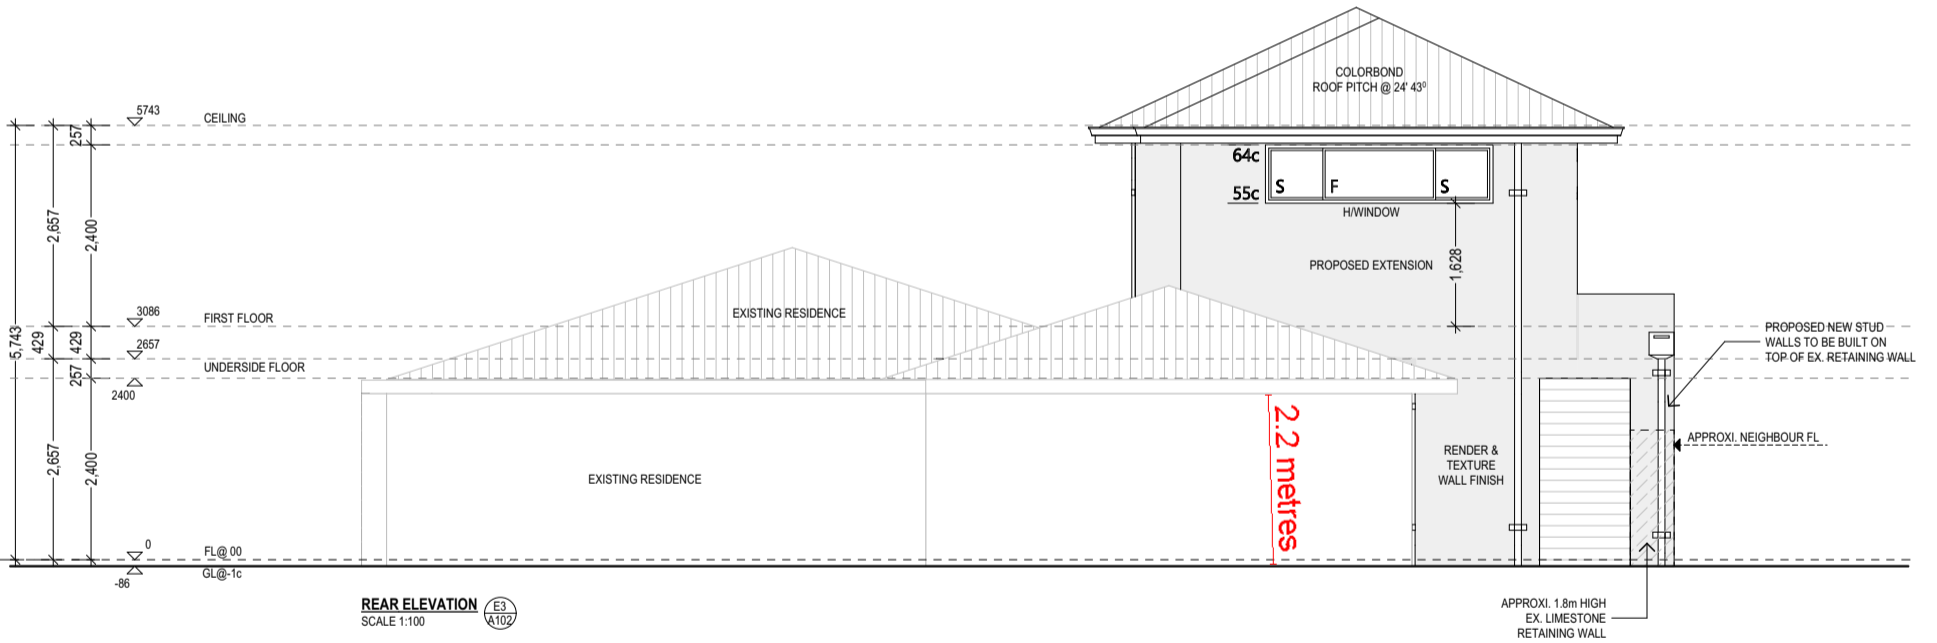 COLORBOND
ROOF PITCH @ 24' 43⁰
5743
CEILING
257
64c
S
F
S
55c
H/WINDOW
2,657
2,400
PROPOSED EXTENSION
1,628
EXISTING RESIDENCE
3086
FIRST FLOOR
5,743
429
429
2657
UNDERSIDE FLOOR
257
2400
PROPOSED NEW STUD
WALLS TO BE BUILT ON
TOP OF EX. RETAINING WALL
2.2 metres
APPROXI. NEIGHBOUR FL
RENDER &
TEXTURE
WALL FINISH
2,657
2,400
EXISTING RESIDENCE
0
FL@ 00
GL@-1c
-86
REAR ELEVATION
SCALE 1:100
E3
A102
APPROXI. 1.8m HIGH
EX. LIMESTONE
RETAINING WALL